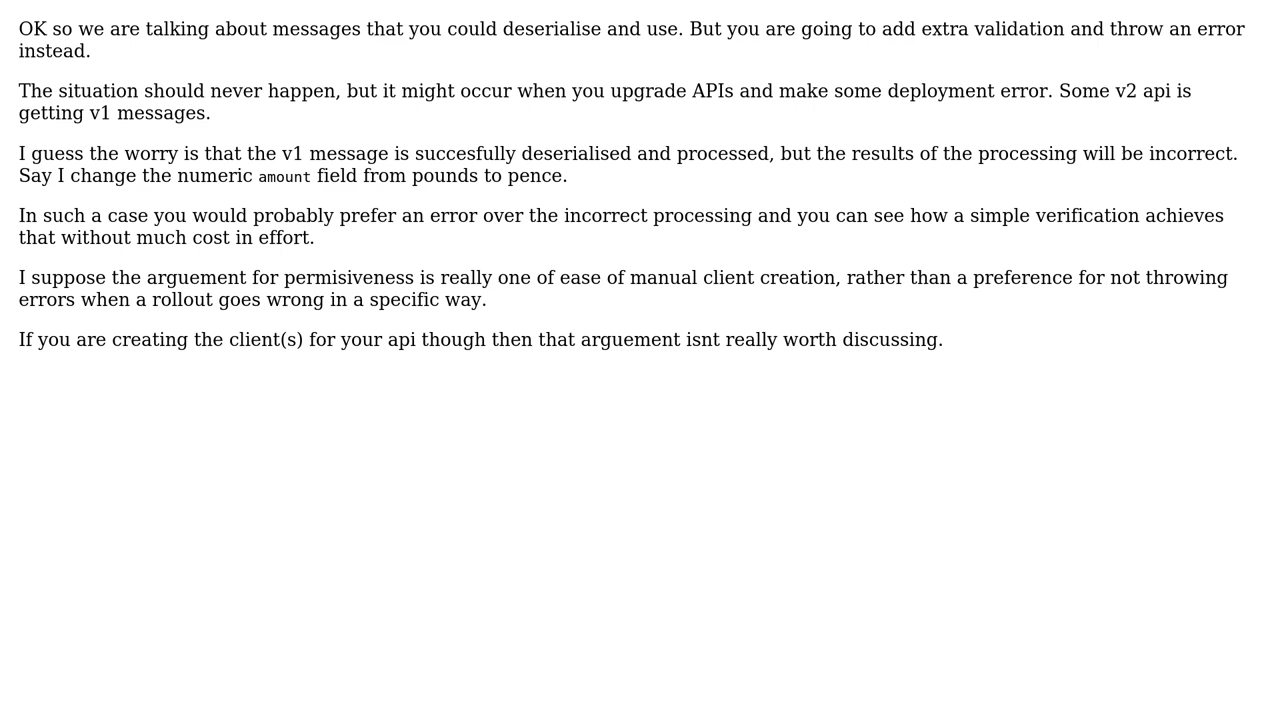 OK so we are talking about messages that you could deserialise and use. But you are going to add extra validation and throw an error
instead.
The situation should never happen, but it might occur when you upgrade APIs and make some deployment error. Some v2 api is
getting v1 messages.
I guess the worry is that the v1 message is succesfully deserialised and processed, but the results of the processing will be incorrect.
Say I change the numeric amount field from pounds to pence.
In such a case you would probably prefer an error over the incorrect processing and you can see how a simple verification achieves
that without much cost in effort.
I suppose the arguement for permisiveness is really one of ease of manual client creation, rather than a preference for not throwing
errors when a rollout goes wrong in a specific way.
If you are creating the client(s) for your api though then that arguement isnt really worth discussing.